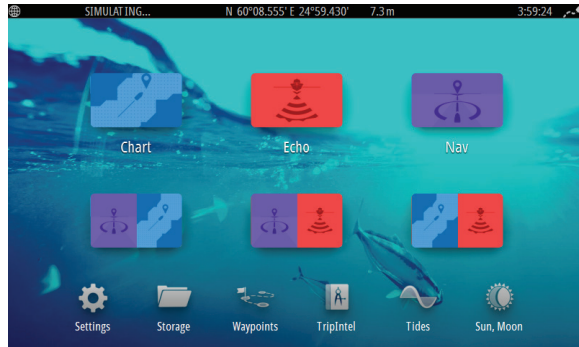 SIMULATING... N 60°08.555' E 24°59.430' 7.3 m 3:59:24
Chart Echo Nav
Settings Storage Waypoints TripIntel Tides Sun, Moon